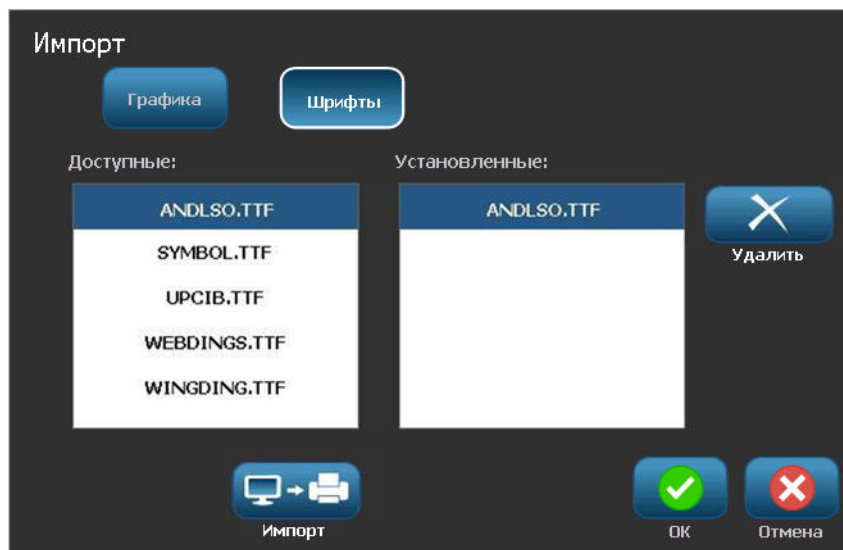 Импорт
Графика
Шрифты
Доступные:
Установленные:
ANDLSO.TTF
SYMBOL.TTF
UPCIB.TTF
WEBDINGS.TTF
WINGDING.TTF
ANDLSO.TTF
Удалить
Импорт
OK
Отмена